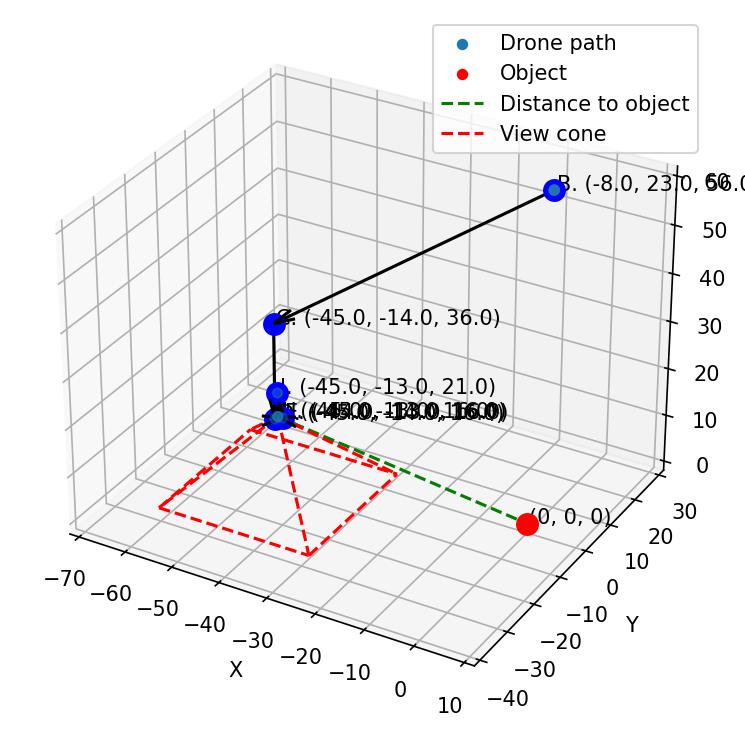 Drone path
Object
Distance to object
View cone
(-8.0, 23.0, 56.0
(-45.0, -14.0, 36.0)
(-45.0, -13.0, 21.0)
(0, 0, 0)
60
50
40
30
20
10
0
−70
−60
−50
−40
−30
−20
−10
0
10
X
−40
−30
−20
−10
0
10
20
30
Y